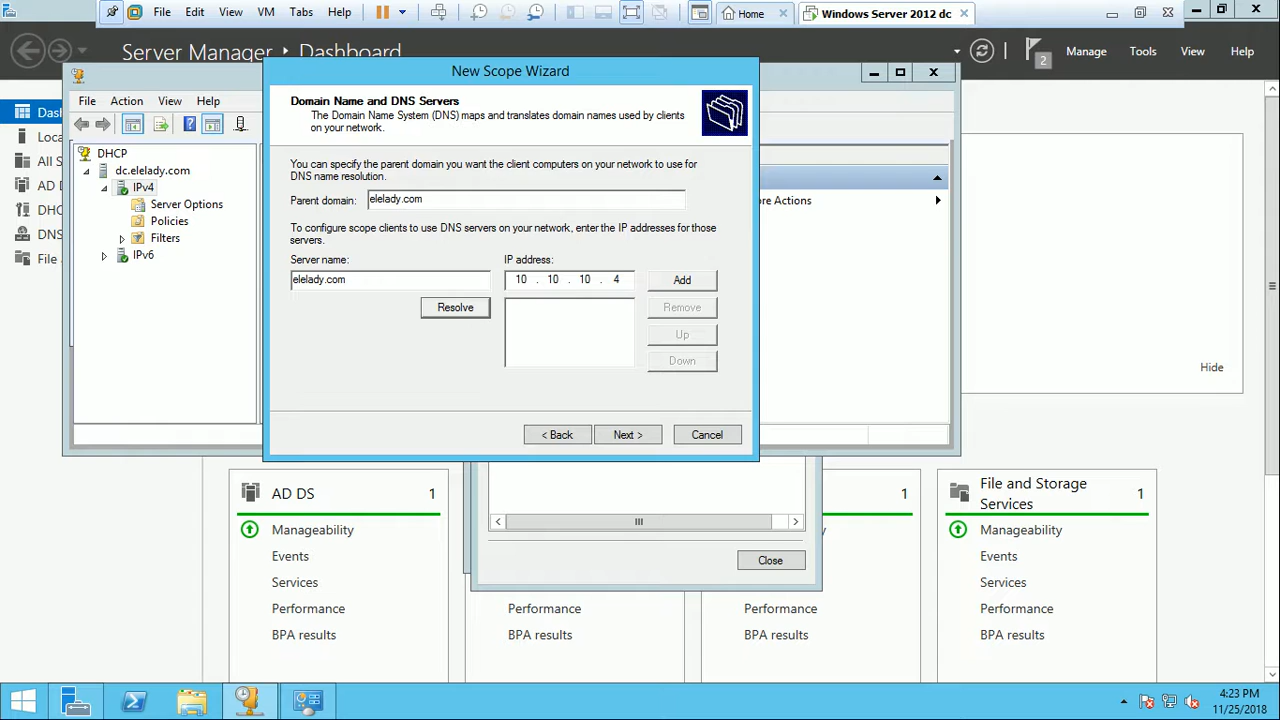 File Edit View VM Tabs Help
Home
Windows Server 2012 dc
Server Manager
Dashboard
2
Manage Tools View Help
New Scope Wizard
File Action View Help
Domain Name and DNS Servers
The Domain Name System (DNS) maps and translates domain names used by clients
on your network.
DHCP
dc.elelady.com
IPv4
Server Options
Policies
Filters
IPv6
You can specify the parent domain you want the client computers on your network to use for
DNS name resolution.
Parent domain: elelady.com
To configure scope clients to use DNS servers on your network, enter the IP addresses for those
servers.
Server name:
IP address:
elelady.com
10 . 10 . 10 . 4
Add
Resolve
Remove
Up
Down
< Back
Next >
Cancel
Actions
Hide
Close
AD DS 1
Manageability
Events
Services
Performance
BPA results
Performance
BPA results
1
Performance
BPA results
File and Storage
Services
1
Manageability
Events
Services
Performance
BPA results
4:23 PM
11/25/2018